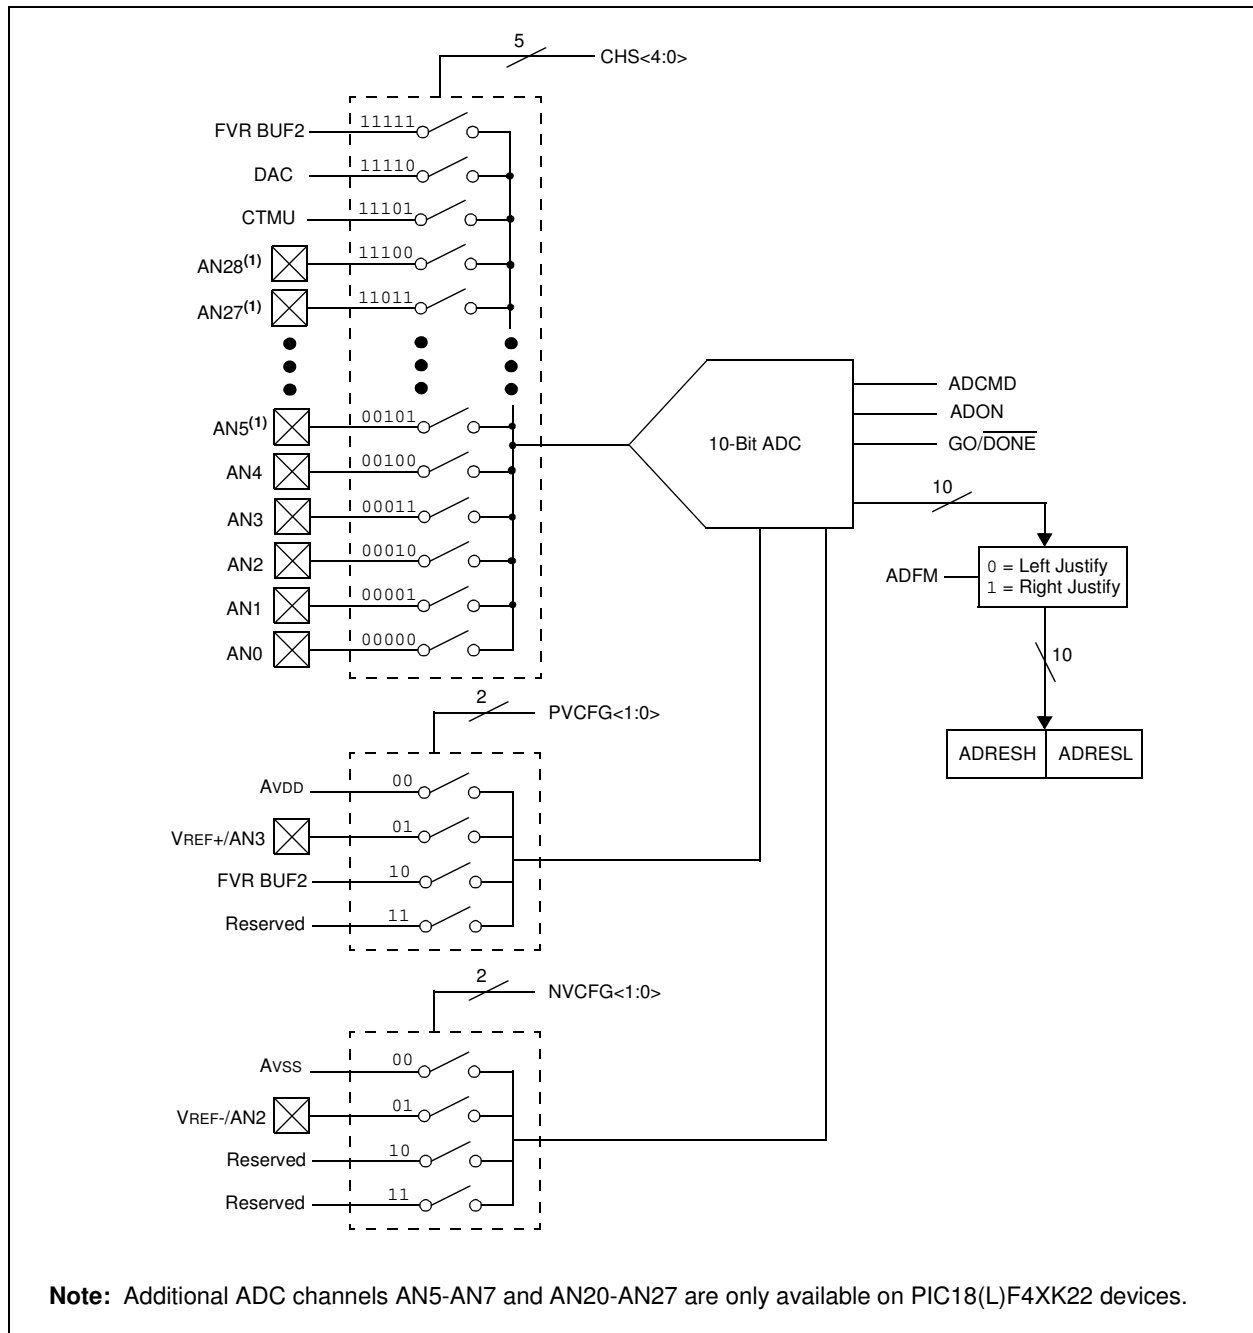 5
CHS<4:0>
FVR BUF2
11111
DAC
11110
CTMU
11101
AN28(1)
11100
AN27(1)
11011
AN5(1)
00101
AN4
00100
AN3
00011
AN2
00010
AN1
00001
AN0
00000
10-Bit ADC
ADCMD
ADON
GO/DONE
10
ADFM
0 = Left Justify
1 = Right Justify
10
ADRESH
ADRESL
2
PVCFG<1:0>
AVDD
00
VREF+/AN3
01
FVR BUF2
10
Reserved
11
2
NVCFG<1:0>
AVSS
00
VREF-/AN2
01
Reserved
10
Reserved
11
Note: Additional ADC channels AN5-AN7 and AN20-AN27 are only available on PIC18(L)F4XK22 devices.